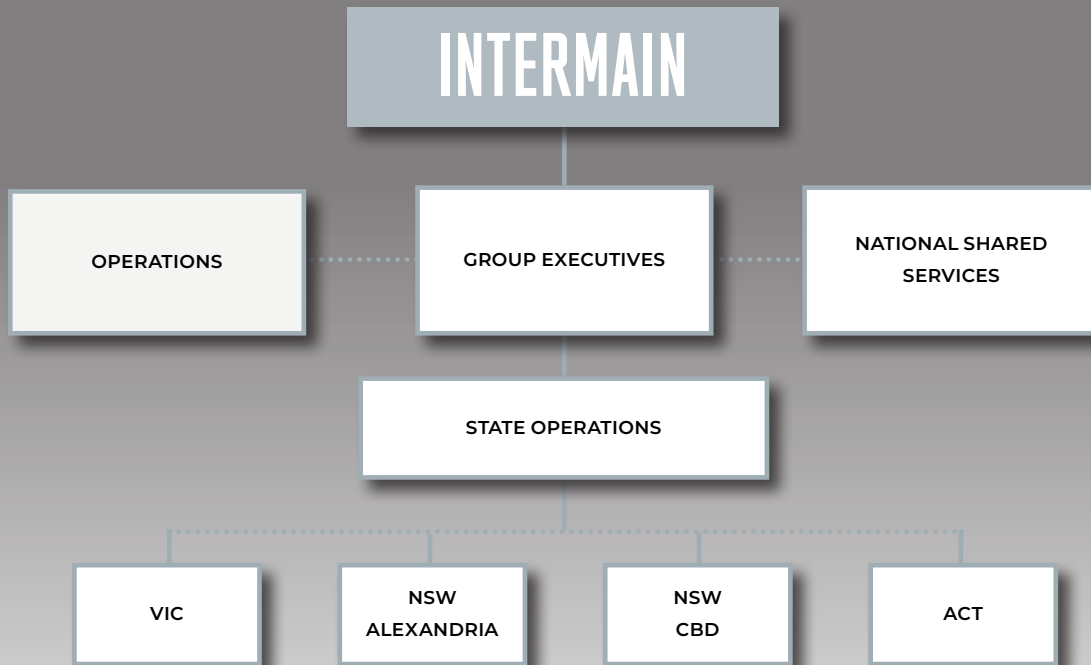 INTERMAIN
OPERATIONS
GROUP EXECUTIVES
NATIONAL SHARED
SERVICES
STATE OPERATIONS
VIC
NSW
ALEXANDRIA
NSW
CBD
ACT